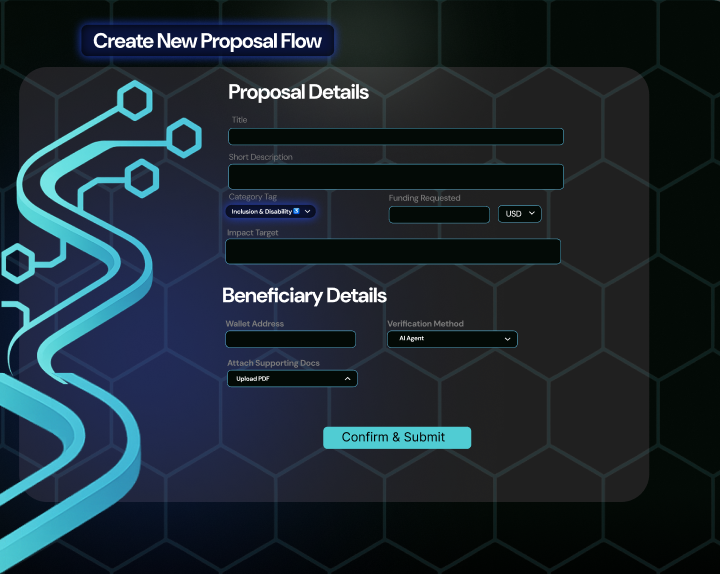 Create New Proposal Flow
Proposal Details
Title
Short Description
Category Tag
Funding Requested
Inclusion & Disability ♿
USD
Impact Target
Beneficiary Details
Wallet Address
Verification Method
AI Agent
Attach Supporting Docs
Upload PDF
Confirm & Submit